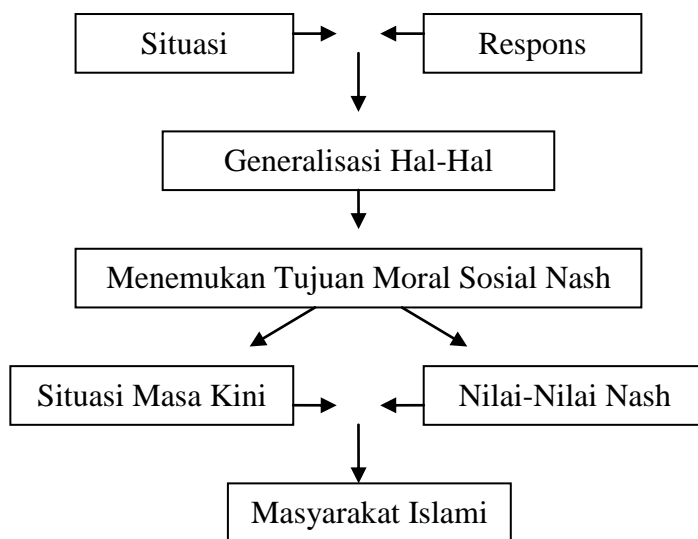 Situasi
Respons
Generalisasi Hal-Hal
Menemukan Tujuan Moral Sosial Nash
Situasi Masa Kini
Nilai-Nilai Nash
Masyarakat Islami